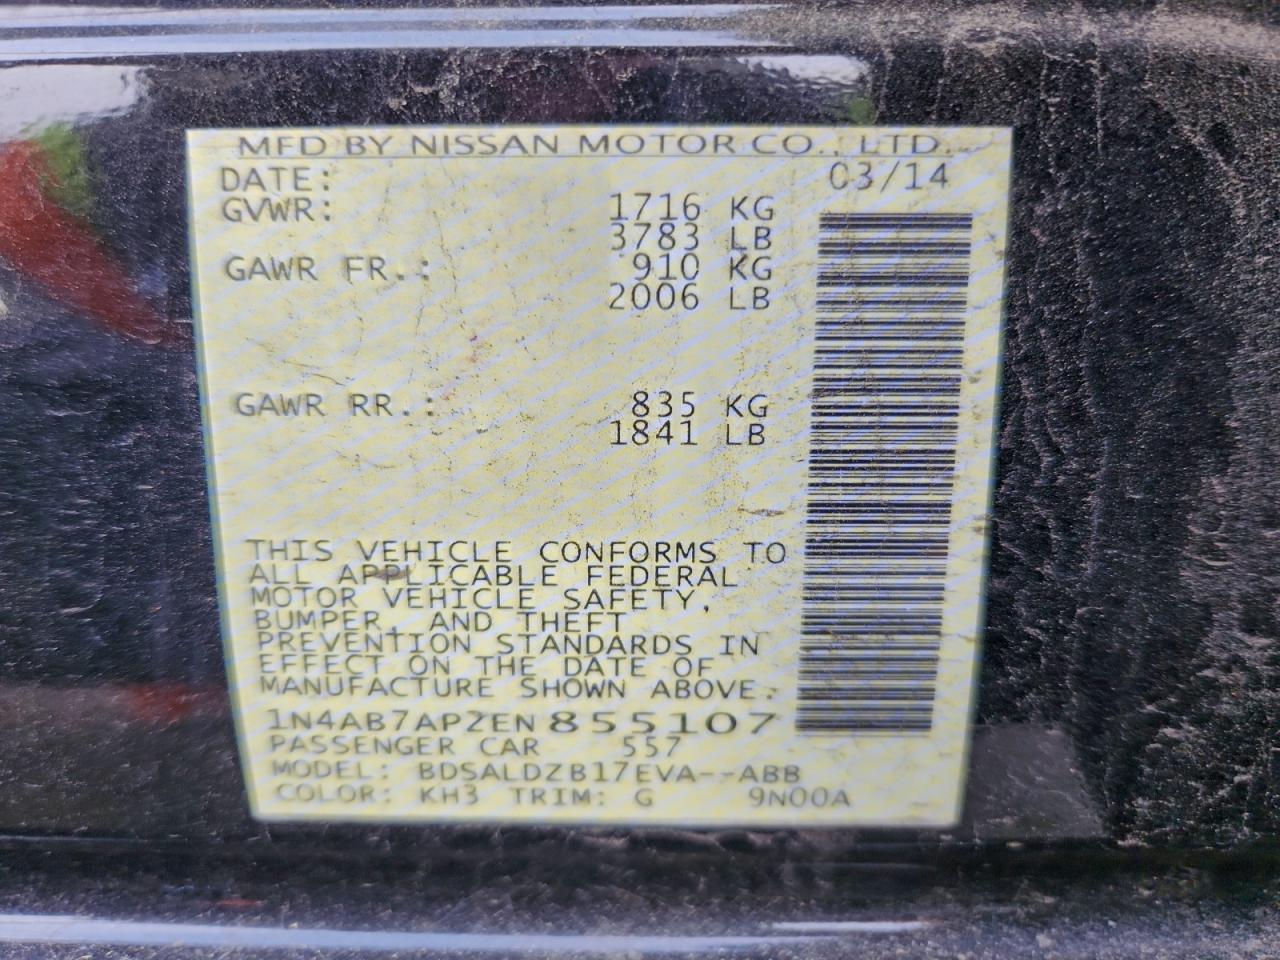 MFD BY NISSAN MOTOR CO., LTD.
DATE: 03/14
GVWR: 1716 KG
3783 LB
GAWR FR.: 910 KG
2006 LB
GAWR RR.: 835 KG
1841 LB
THIS VEHICLE CONFORMS TO
ALL APPLICABLE FEDERAL
MOTOR VEHICLE SAFETY,
BUMPER, AND THEFT
PREVENTION STANDARDS IN
EFFECT ON THE DATE OF
MANUFACTURE SHOWN ABOVE.
1N4AB7AP2EN855107
PASSENGER CAR 557
MODEL: BDSALDZB17EVA--ABB
COLOR: KH3 TRIM: G 9N00A